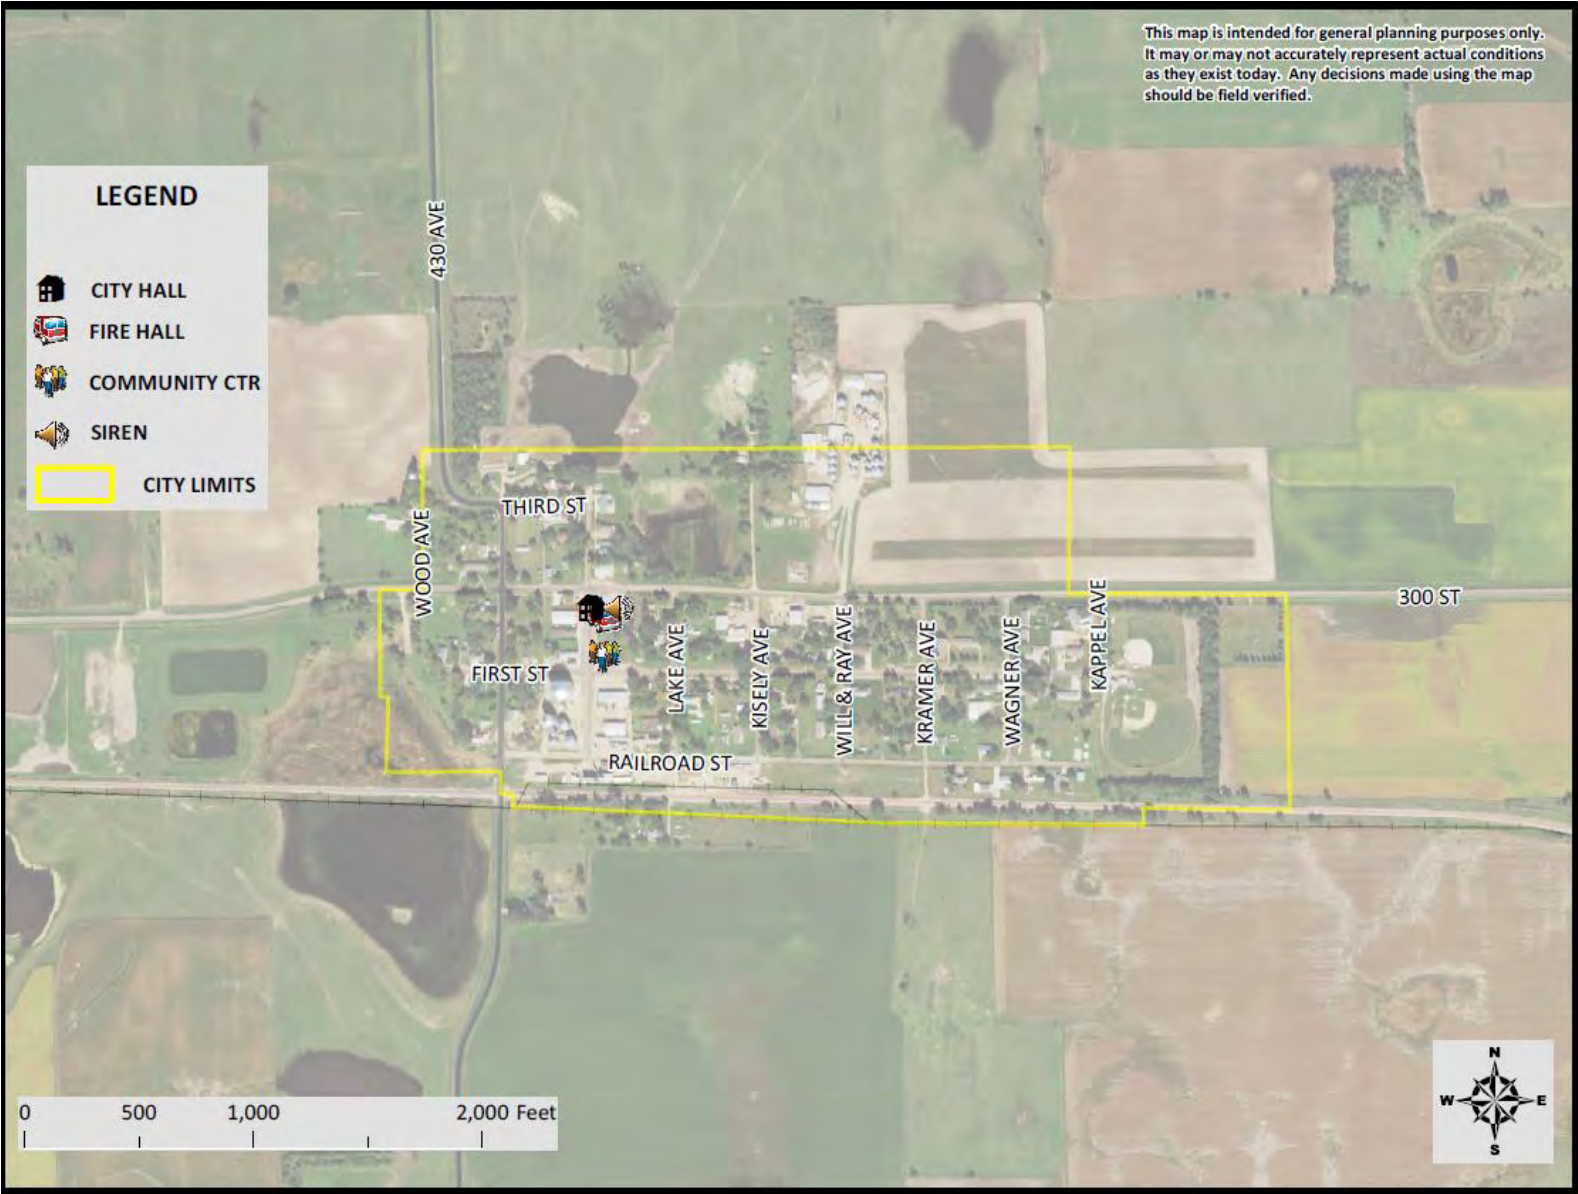 This map is intended for general planning purposes only.
It may or may not accurately represent actual conditions
as they exist today. Any decisions made using the map
should be field verified.
LEGEND
CITY HALL
FIRE HALL
COMMUNITY CTR
SIREN
CITY LIMITS
430 AVE
THIRD ST
WOOD AVE
300 ST
FIRST ST
LAKE AVE
KISELY AVE
WILL & RAY AVE
KRAMER AVE
WAGNER AVE
KAPPEL AVE
RAILROAD ST
0 500 1,000 2,000 Feet
N
W E
S